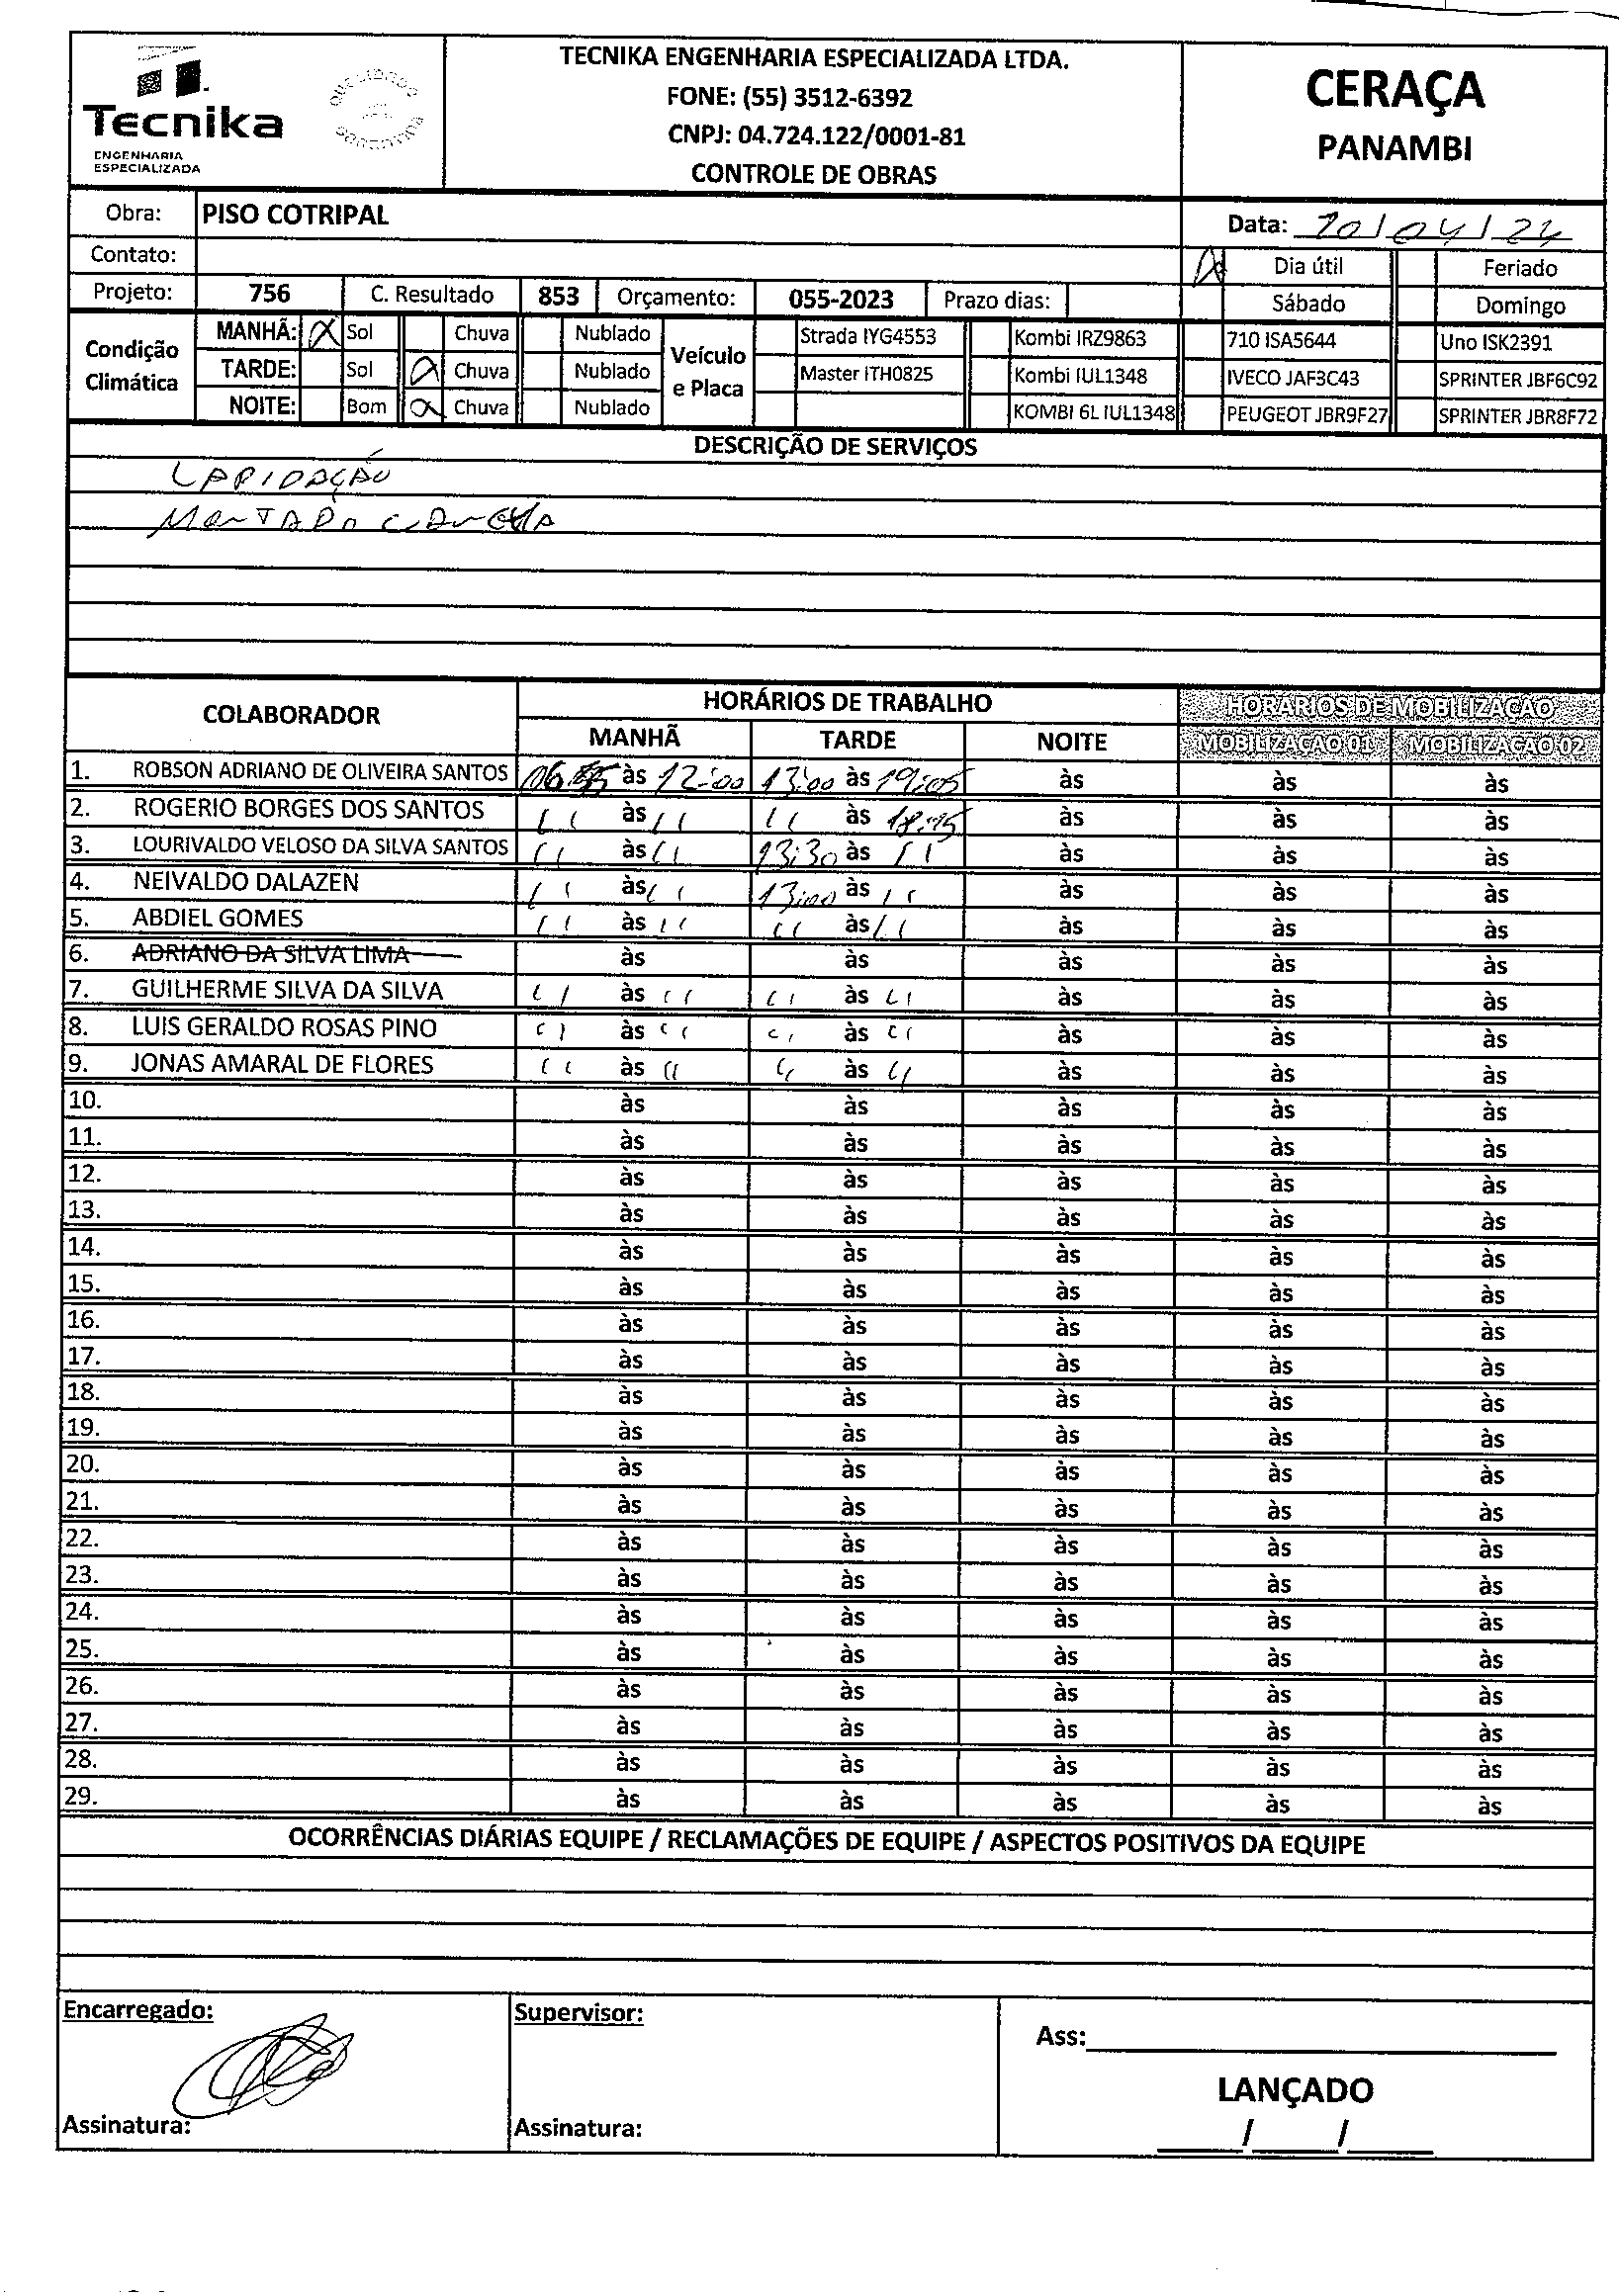 Tecnika
ENGENHARIA
ESPECIALIZADA
TECNIKA ENGENHARIA ESPECIALIZADA LTDA.
FONE: (55) 3512-6392
CNPJ: 04.724.122/0001-81
CONTROLE DE OBRAS
CERAÇA
PANAMBI
Obra: PISO COTRIPAL
Data: 10/04/24
Contato:
Dia útil Feriado
Projeto: 756 C. Resultado 853 Orçamento: 055-2023 Prazo dias:
Sábado Domingo
Condição Climática
MANHÃ: X Sol Chuva Nublado
TARDE: Sol X Chuva Nublado
NOITE: Bom X Chuva Nublado
Veículo e Placa
Strada IYG4553 Kombi IRZ9863 710 ISA5644 Uno ISK2391
Master ITH0825 Kombi IUL1348 IVECO JAF3C43 SPRINTER JBF6C92
KOMBI 6L IUL1348 PEUGEOT JBR9F27 SPRINTER JBR8F72
DESCRIÇÃO DE SERVIÇOS
LAPIDAÇÃO
COLABORADOR HORÁRIOS DE TRABALHO HORÁRIOS DE MOBILIZAÇÃO
MANHÃ TARDE NOITE MOBILIZAÇAO 01 MOBILIZAÇAO 02
1. ROBSON ADRIANO DE OLIVEIRA SANTOS às 12:00 13:00 às 19:05 às às às
2. ROGERIO BORGES DOS SANTOS " às " " às 18:15 às às às
3. LOURIVALDO VELOSO DA SILVA SANTOS " às " 13:30 às " às às às
4. NEIVALDO DALAZEN " às " 13:00 às " às às às
5. ABDIEL GOMES " às " " às " às às às
6. ADRIANO DA SILVA LIMA às às às às às
7. GUILHERME SILVA DA SILVA " às " " às " às às às
8. LUIS GERALDO ROSAS PINO " às " " às " às às às
9. JONAS AMARAL DE FLORES " às " " às " às às às
10. às às às às às
11. às às às às às
12. às às às às às
13. às às às às às
14. às às às às às
15. às às às às às
16. às às às às às
17. às às às às às
18. às às às às às
19. às às às às às
20. às às às às às
21. às às às às às
22. às às às às às
23. às às às às às
24. às às às às às
25. às às às às às
26. às às às às às
27. às às às às às
28. às às às às às
29. às às às às às
OCORRÊNCIAS DIÁRIAS EQUIPE / RECLAMAÇÕES DE EQUIPE / ASPECTOS POSITIVOS DA EQUIPE
Encarregado: Supervisor:
Ass:
LANÇADO
Assinatura: Assinatura:
/ /